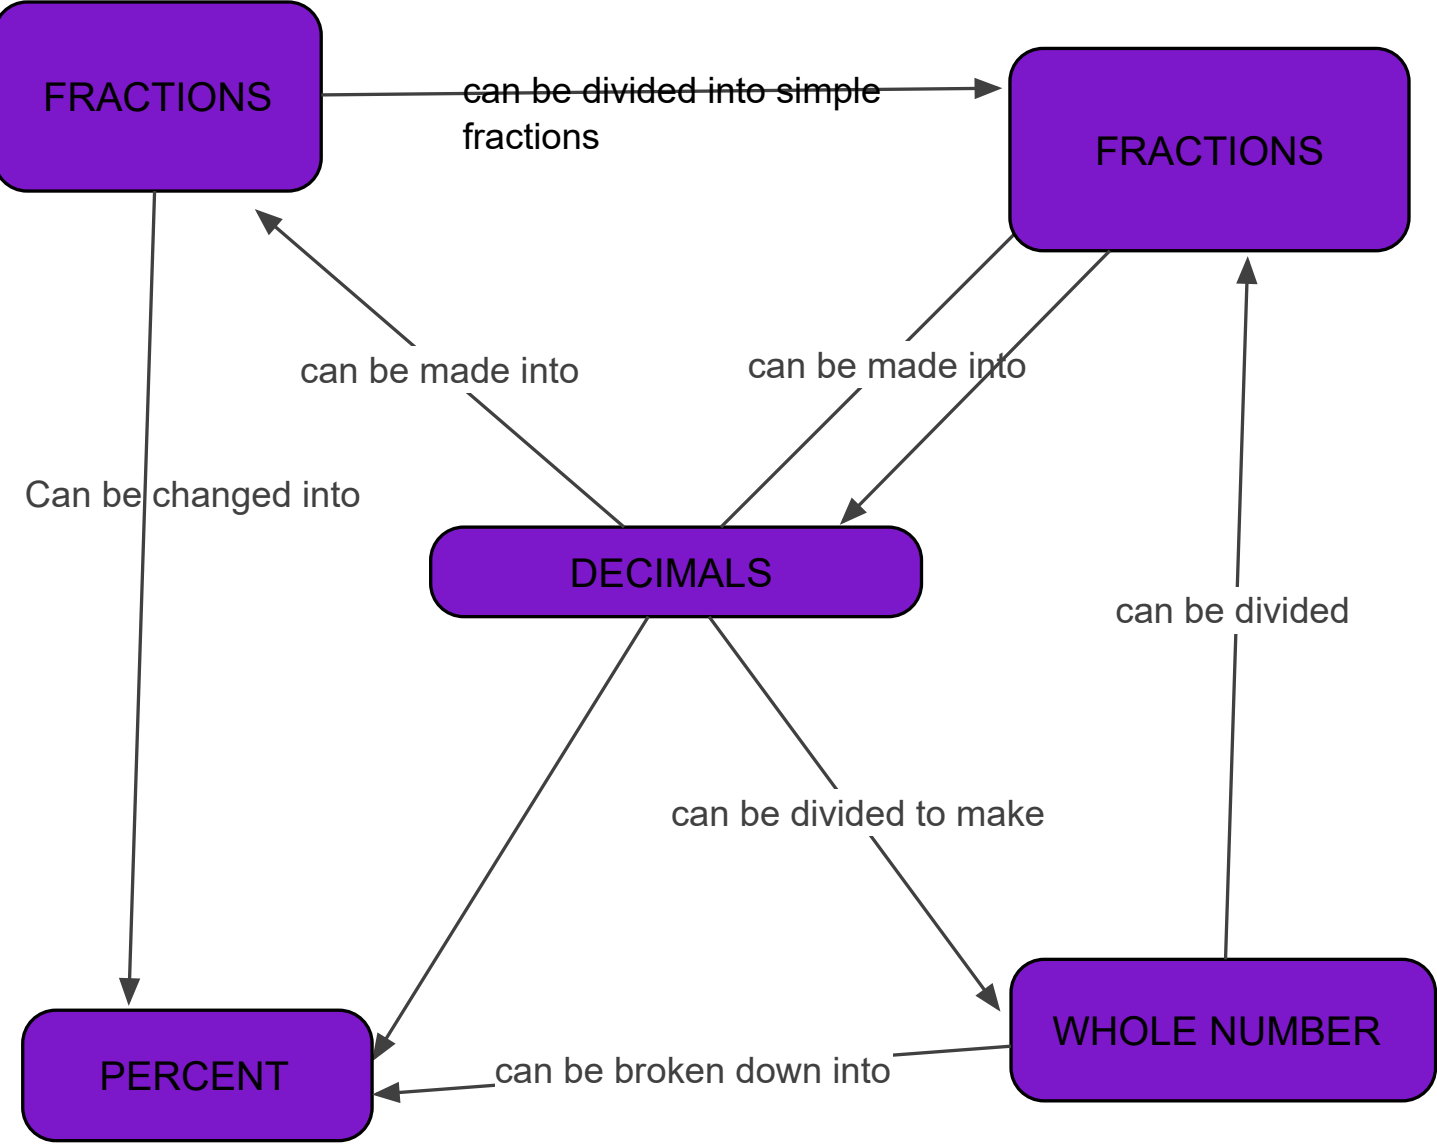 FRACTIONS
can be divided into simple
fractions
FRACTIONS
can be made into
can be made into
Can be changed into
DECIMALS
can be divided
can be divided to make
WHOLE NUMBER
can be broken down into
PERCENT